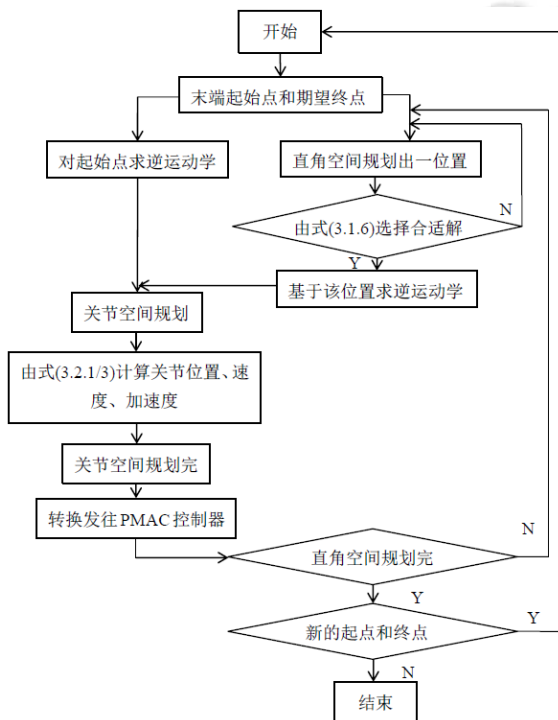 开始
末端起始点和期望终点
对起始点求逆运动学
直角空间规划出一位置
N
由式(3.1.6)选择合适解
Y
基于该位置求逆运动学
关节空间规划
由式(3.2.1/3)计算关节位置、速
度、加速度
关节空间规划完
转换发往PMAC控制器
N
直角空间规划完
Y
新的起点和终点
Y
N
结束